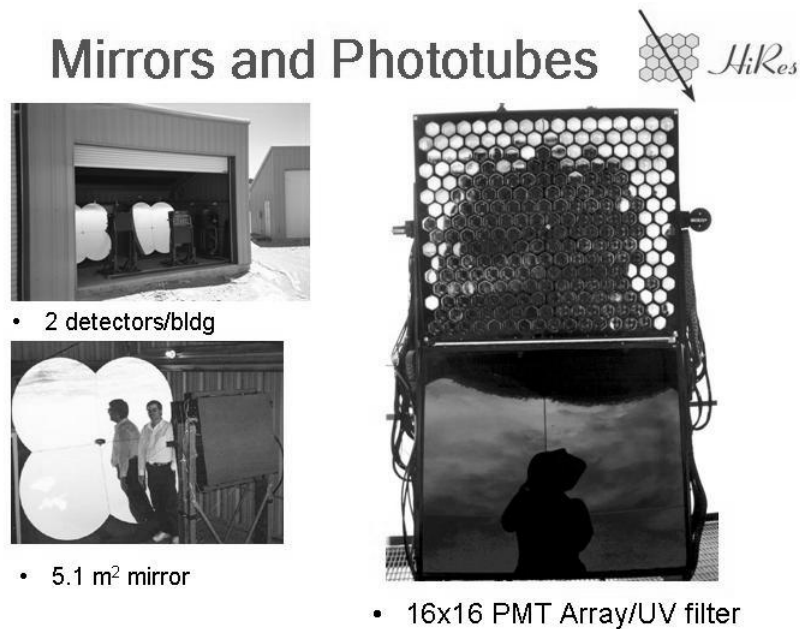 Mirrors and Phototubes
HiRes
• 2 detectors/bldg
• 5.1 m² mirror
• 16x16 PMT Array/UV filter